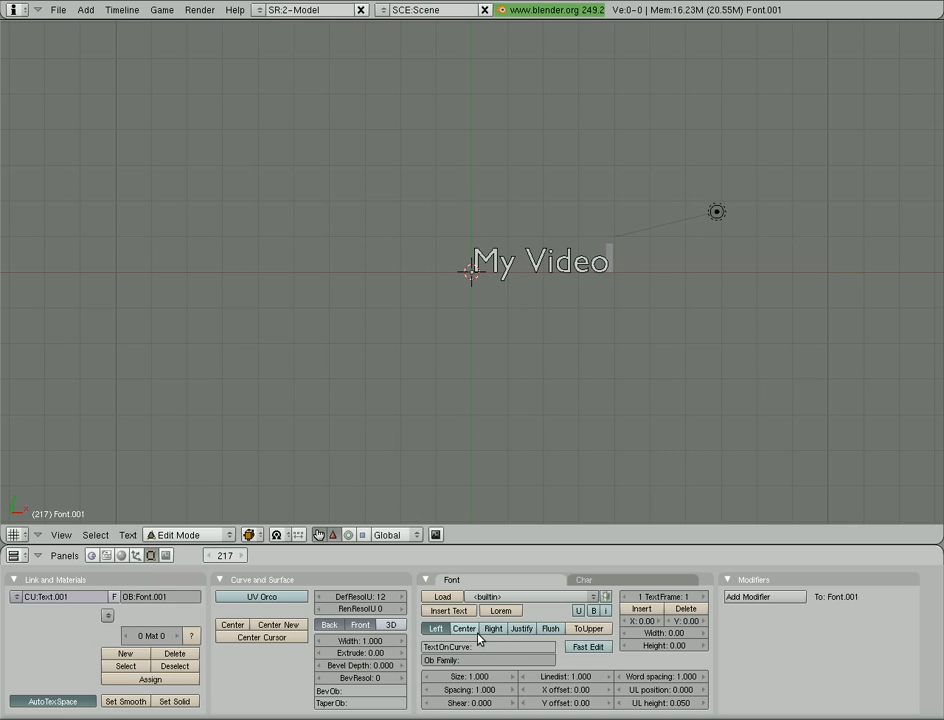 File Add Timeline Game Render Help SR:2-Model SCE:Scene www.blender.org 249.2 Ve:0-0 | Mem:16.23M (20.55M) Font.001
My Video
(217) Font.001
View Select Text Edit Mode Global
Panels 217
Link and Materials
CU:Text.001 F OB:Font.001
0 Mat 0 ?
New Delete
Select Deselect
Assign
AutoTexSpace Set Smooth Set Solid
Curve and Surface
UV Orco
Center Center New
Center Cursor
DefResolU: 12
RenResolU 0
Back Front 3D
Width: 1.000
Extrude: 0.00
Bevel Depth: 0.000
BevResol: 0
BevOb:
TaperOb:
Font Char
Load <builtin>
Insert Text Lorem U B i
Left Center Right Justify Flush ToUpper
TextOnCurve: Fast Edit
Ob Family:
Size: 1.000 Linedist: 1.000 Word spacing: 1.000
Spacing: 1.000 X offset: 0.00 UL position: 0.000
Shear: 0.000 Y offset: 0.00 UL height: 0.050
1 TextFrame: 1
Insert Delete
X: 0.00 Y: 0.00
Width: 0.00
Height: 0.00
Modifiers
Add Modifier To: Font.001